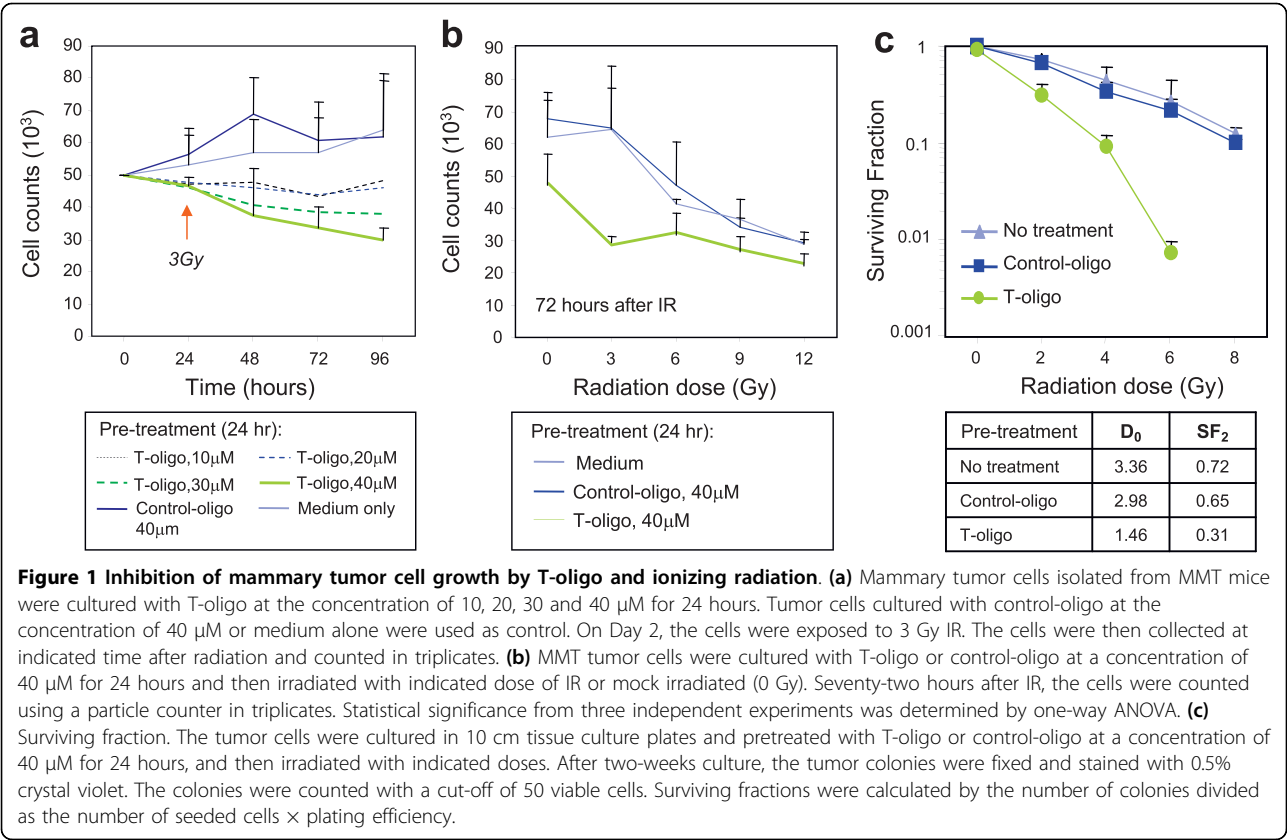 a
90
80
70
60
50
40
30
20
10
0
Cell counts (10³)
3Gy
0 24 48 72 96
Time (hours)
Pre-treatment (24 hr):
T-oligo,10µM T-oligo,20µM
T-oligo,30µM T-oligo,40µM
Control-oligo Medium only
40µm
b
90
80
70
60
50
40
30
20
10
0
Cell counts (10³)
72 hours after IR
0 3 6 9 12
Radiation dose (Gy)
Pre-treatment (24 hr):
Medium
Control-oligo, 40µM
T-oligo, 40µM
c
1
0.1
0.01
0.001
Surviving Fraction
No treatment
Control-oligo
T-oligo
0 2 4 6 8
Radiation dose (Gy)
Pre-treatment D₀ SF₂
No treatment 3.36 0.72
Control-oligo 2.98 0.65
T-oligo 1.46 0.31
Figure 1 Inhibition of mammary tumor cell growth by T-oligo and ionizing radiation. (a) Mammary tumor cells isolated from MMT mice
were cultured with T-oligo at the concentration of 10, 20, 30 and 40 µM for 24 hours. Tumor cells cultured with control-oligo at the
concentration of 40 µM or medium alone were used as control. On Day 2, the cells were exposed to 3 Gy IR. The cells were then collected at
indicated time after radiation and counted in triplicates. (b) MMT tumor cells were cultured with T-oligo or control-oligo at a concentration of
40 µM for 24 hours and then irradiated with indicated dose of IR or mock irradiated (0 Gy). Seventy-two hours after IR, the cells were counted
using a particle counter in triplicates. Statistical significance from three independent experiments was determined by one-way ANOVA. (c)
Surviving fraction. The tumor cells were cultured in 10 cm tissue culture plates and pretreated with T-oligo or control-oligo at a concentration of
40 µM for 24 hours, and then irradiated with indicated doses. After two-weeks culture, the tumor colonies were fixed and stained with 0.5%
crystal violet. The colonies were counted with a cut-off of 50 viable cells. Surviving fractions were calculated by the number of colonies divided
as the number of seeded cells × plating efficiency.